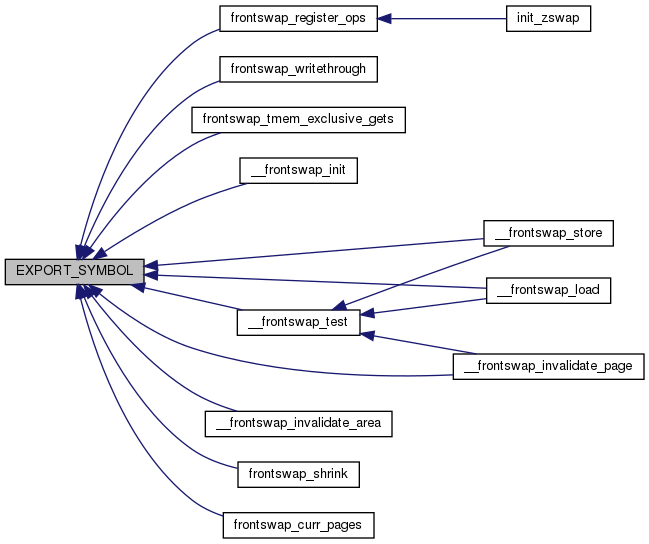 frontswap_register_ops
init_zswap
frontswap_writethrough
frontswap_tmem_exclusive_gets
__frontswap_init
__frontswap_store
EXPORT_SYMBOL
__frontswap_load
__frontswap_test
__frontswap_invalidate_page
__frontswap_invalidate_area
frontswap_shrink
frontswap_curr_pages